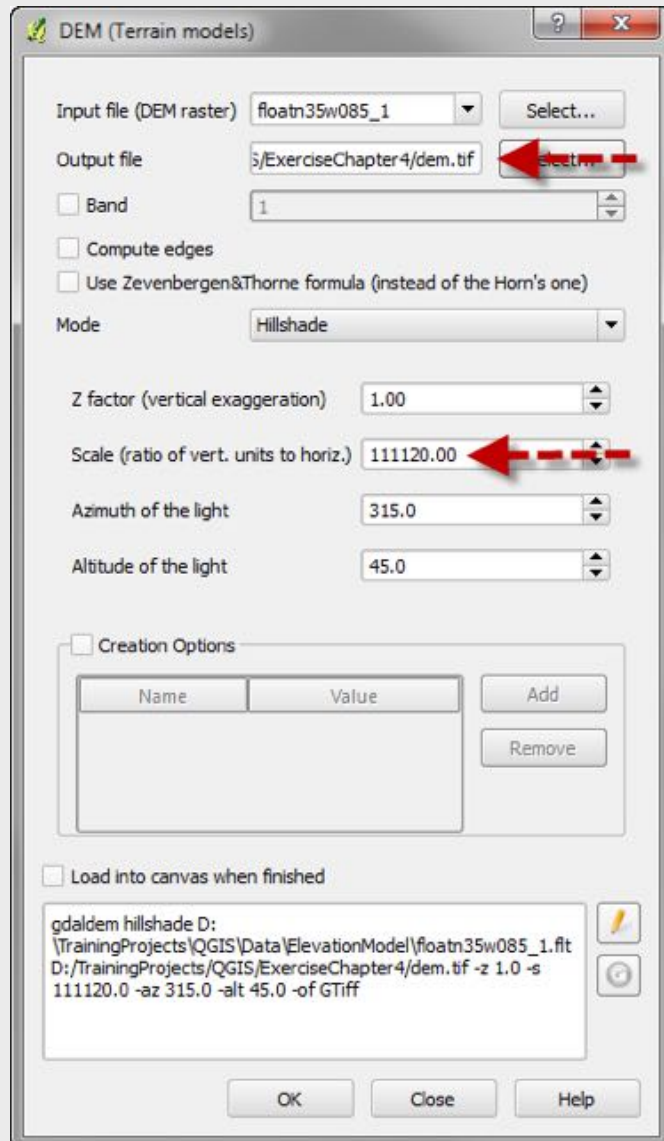 DEM (Terrain models)
Input file (DEM raster) floatn35w085_1 Select...
Output file S/ExerciseChapter4/dem.tif Select...
Band 1
Compute edges
Use Zevenbergen&Thorne formula (instead of the Horn's one)
Mode Hillshade
Z factor (vertical exaggeration) 1.00
Scale (ratio of vert. units to horiz.) 111120.00
Azimuth of the light 315.0
Altitude of the light 45.0
Creation Options
Name Value Add
Remove
Load into canvas when finished
gdaldem hillshade D:
\TrainingProjects\QGIS\Data\ElevationModel\floatn35w085_1.flt
D:/TrainingProjects/QGIS/ExerciseChapter4/dem.tif -z 1.0 -s
111120.0 -az 315.0 -alt 45.0 -of GTiff
OK Close Help